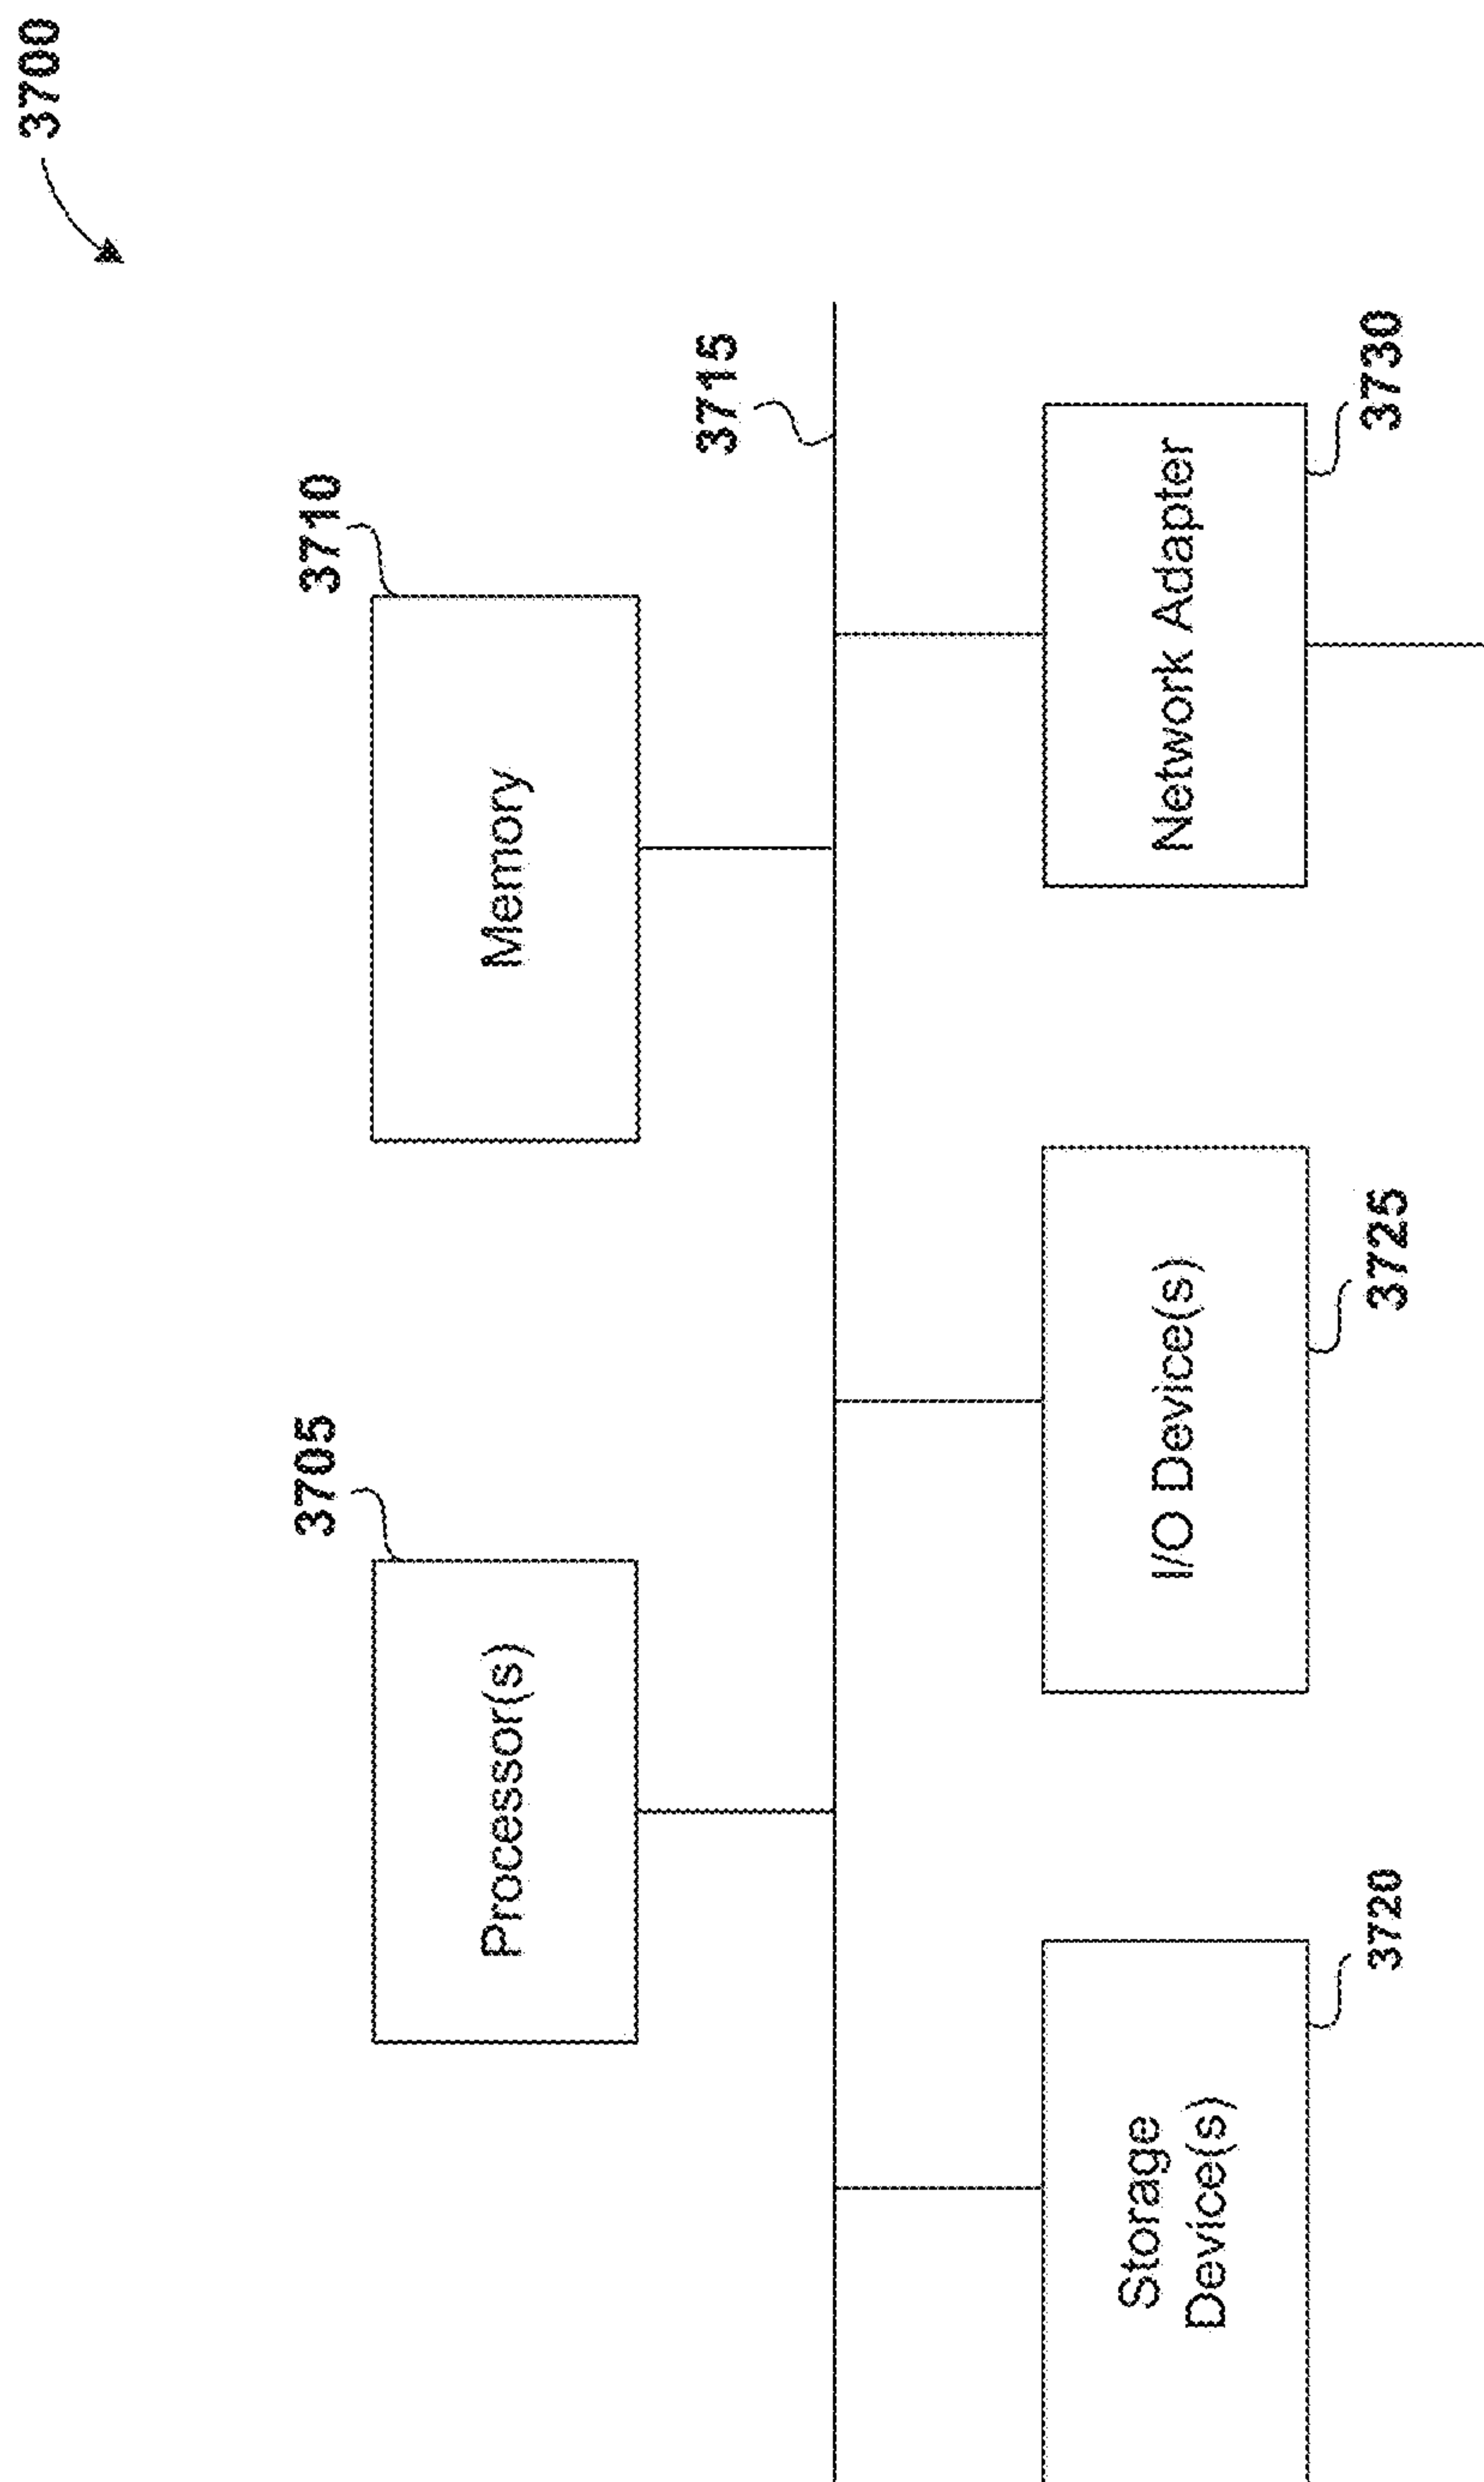 3700
3705
Processor(s)
3710
Memory
3715
Storage
Device(s)
3720
I/O Device(s)
3725
Network Adapter
3730